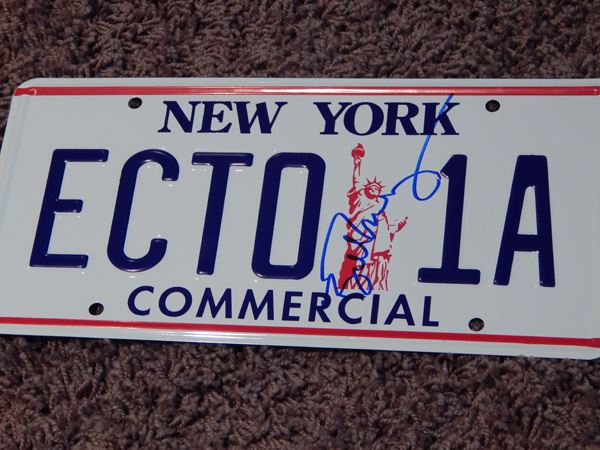 NEW YORK
ECTO 1A
COMMERCIAL